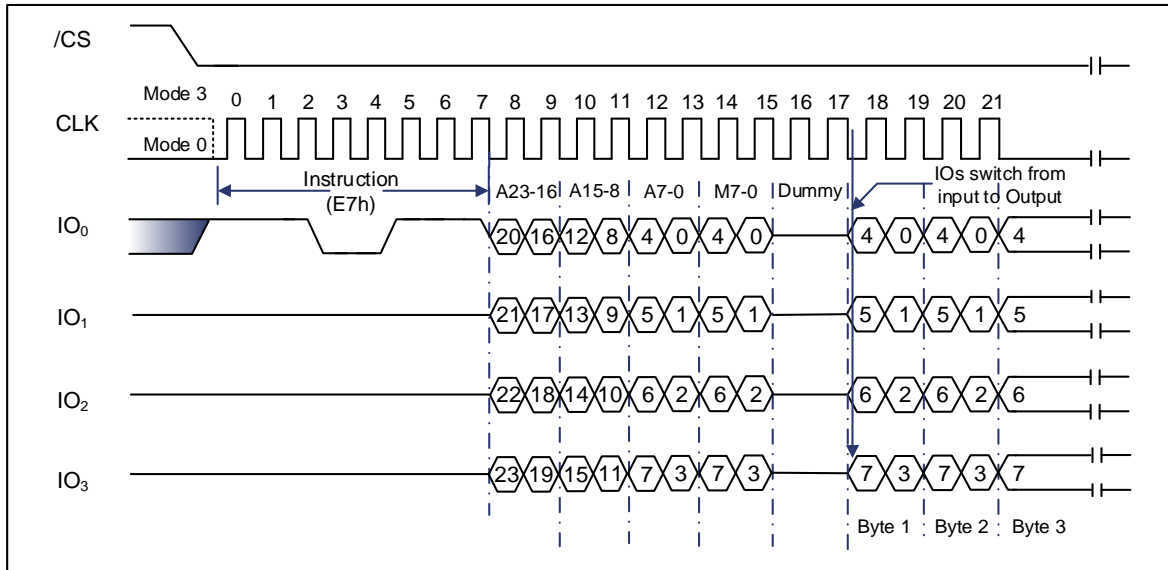 /CS
Mode 3
0 1 2 3 4 5 6 7 8 9 10 11 12 13 14 15 16 17 18 19 20 21
CLK
Mode 0
Instruction
(E7h)
A23-16 A15-8 A7-0 M7-0 Dummy
IOs switch from
input to Output
IO0 20 16 12 8 4 0 4 0 4 0 4 0 4
IO1 21 17 13 9 5 1 5 1 5 1 5 1 5
IO2 22 18 14 10 6 2 6 2 6 2 6 2 6
IO3 23 19 15 11 7 3 7 3 7 3 7 3 7
Byte 1 Byte 2 Byte 3